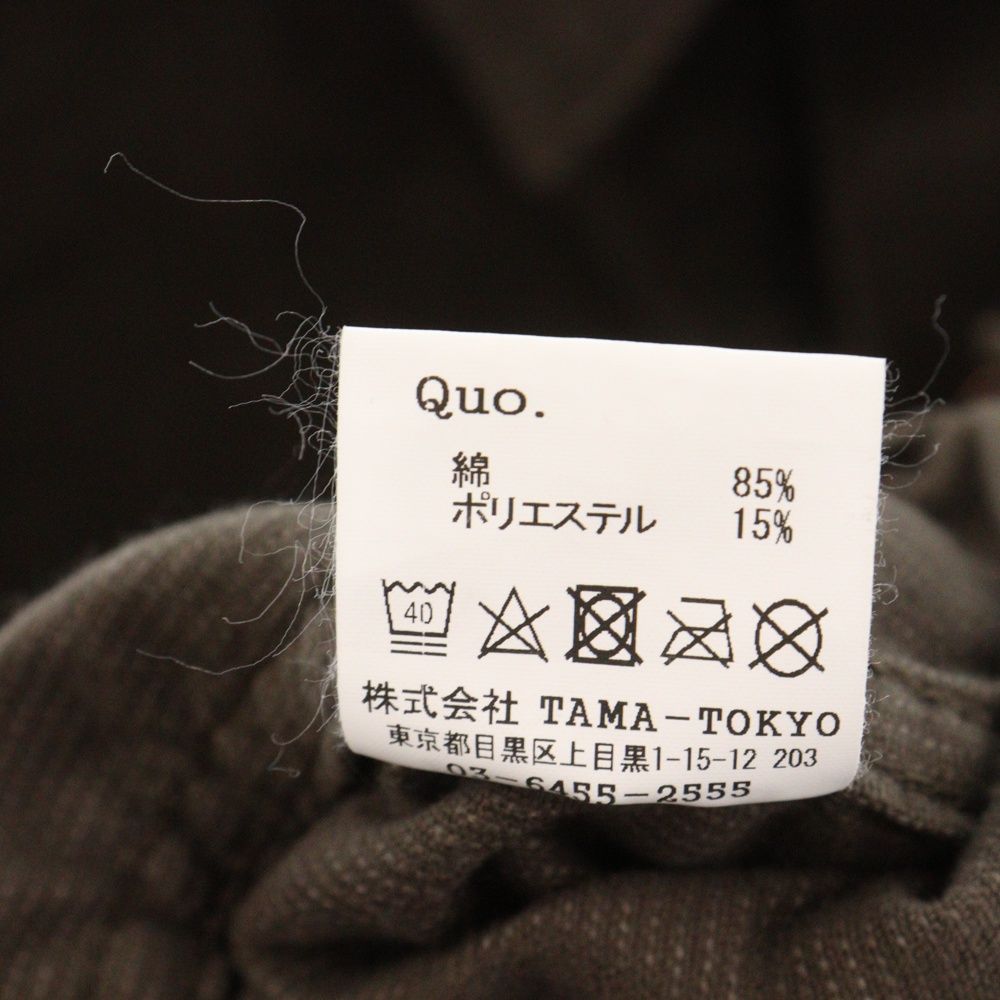 Quo.
綿 85%
ポリエステル 15%
40
株式会社 TAMA-TOKYO
東京都目黒区上目黒1-15-12 203
03-6455-2555